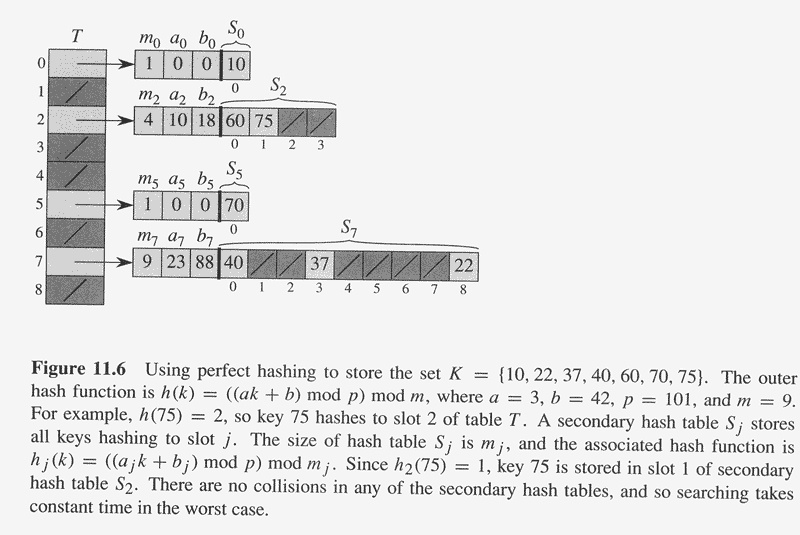 T m₀ a₀ b₀ S₀
0 1 0 0 10
1 0
m₂ a₂ b₂ S₂
2 4 10 18 60 75
0 1 2 3
3
4
m₅ a₅ b₅ S₅
5 1 0 0 70
6 0
m₇ a₇ b₇ S₇
7 9 23 88 40 37 22
8 0 1 2 3 4 5 6 7 8
Figure 11.6 Using perfect hashing to store the set K = {10, 22, 37, 40, 60, 70, 75}. The outer
hash function is h(k) = ((ak + b) mod p) mod m, where a = 3, b = 42, p = 101, and m = 9.
For example, h(75) = 2, so key 75 hashes to slot 2 of table T. A secondary hash table Sⱼ stores
all keys hashing to slot j. The size of hash table Sⱼ is mⱼ, and the associated hash function is
hⱼ(k) = ((aⱼk + bⱼ) mod p) mod mⱼ. Since h₂(75) = 1, key 75 is stored in slot 1 of secondary
hash table S₂. There are no collisions in any of the secondary hash tables, and so searching takes
constant time in the worst case.